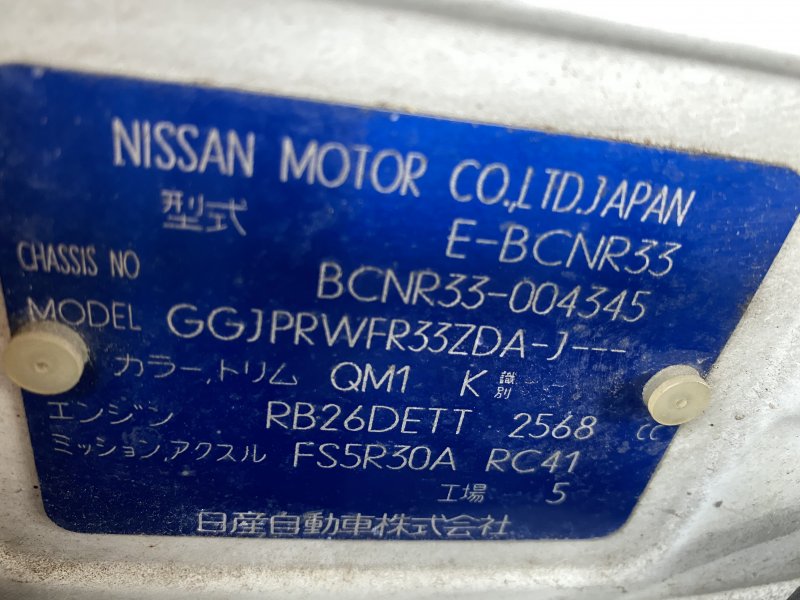 NISSAN MOTOR CO.,LTD.JAPAN
型式 E-BCNR33
CHASSIS NO BCNR33-004345
MODEL GGJPRWFR33ZDA-J---
カラー,トリム QM1 K 識別 --
エンジン RB26DETT 2568 CC
ミッション,アクスル FS5R30A RC41
工場 5
日産自動車株式会社